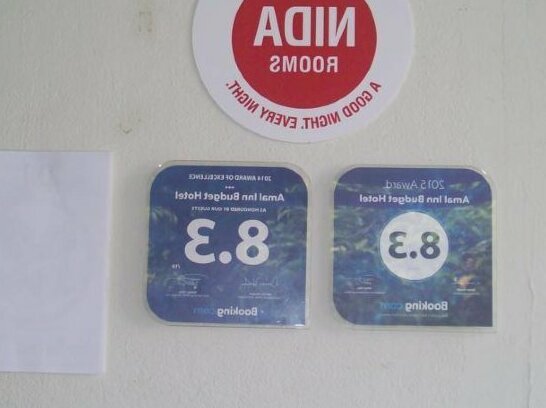 NIDA
ROOMS
A GOOD NIGHT. EVERY NIGHT.
2014 AWARD OF EXCELLENCE
Amal Inn Budget Hotel
AS HONOURED BY OUR GUESTS
8.3
/10
Booking.com
2015 Award
Amal Inn Budget Hotel
8.3
Booking.com